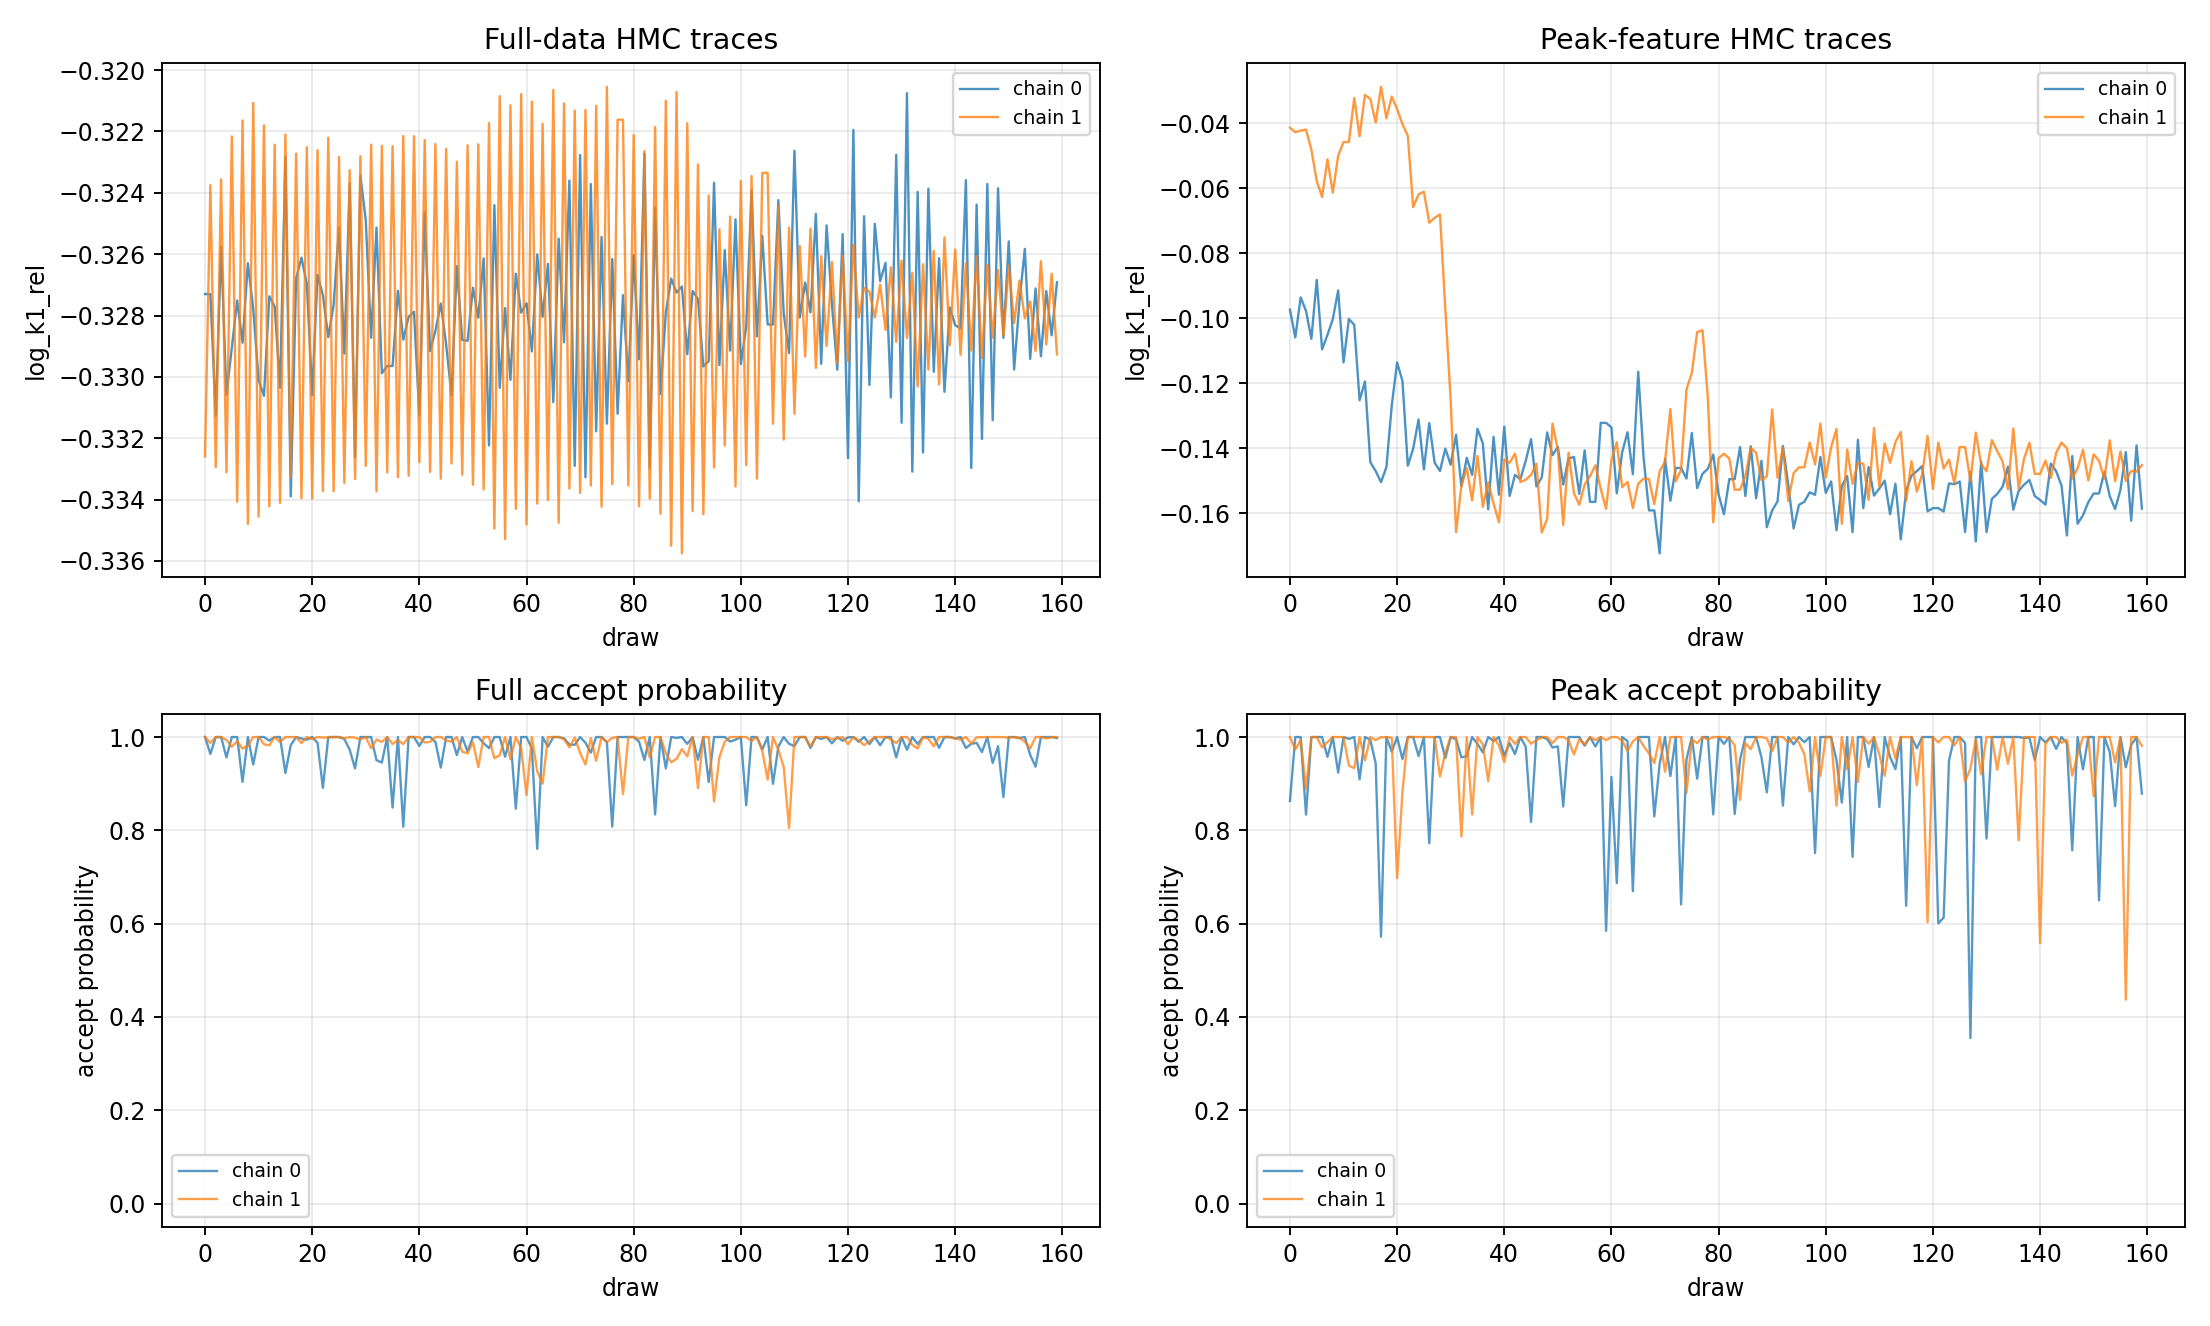 Full-data HMC traces
−0.320
−0.322
−0.324
−0.326
−0.328
−0.330
−0.332
−0.334
−0.336
log_k1_rel
0 20 40 60 80 100 120 140 160
draw
chain 0
chain 1
Peak-feature HMC traces
−0.04
−0.06
−0.08
−0.10
−0.12
−0.14
−0.16
log_k1_rel
0 20 40 60 80 100 120 140 160
draw
chain 0
chain 1
Full accept probability
1.0
0.8
0.6
0.4
0.2
0.0
accept probability
0 20 40 60 80 100 120 140 160
draw
chain 0
chain 1
Peak accept probability
1.0
0.8
0.6
0.4
0.2
0.0
accept probability
0 20 40 60 80 100 120 140 160
draw
chain 0
chain 1